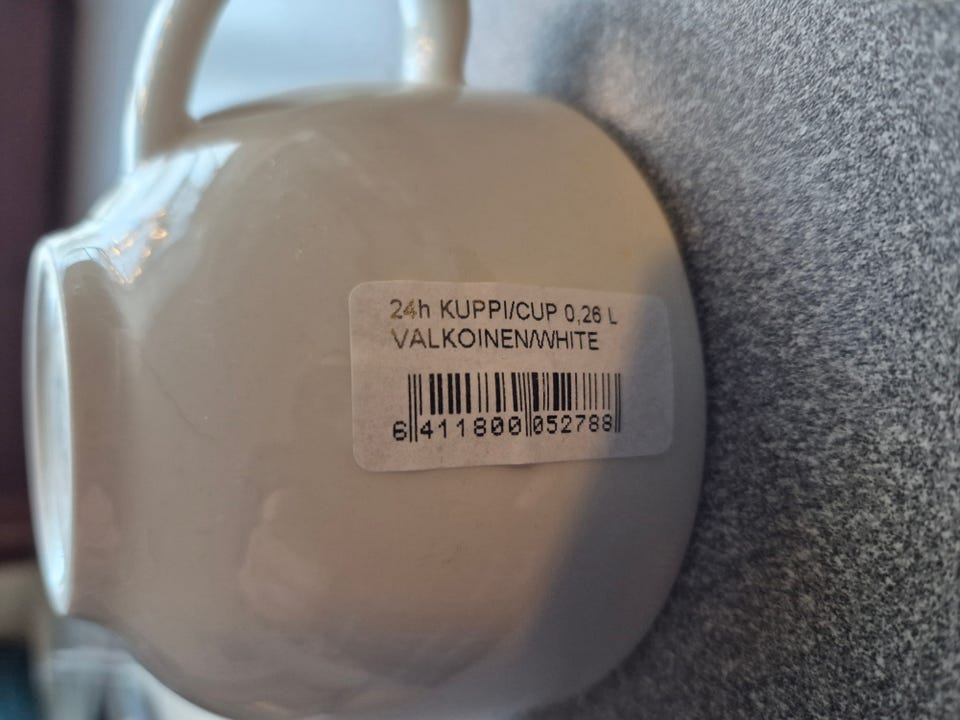 24h KUPPI/CUP 0,26 L
VALKOINEN/WHITE
6 411800 052788